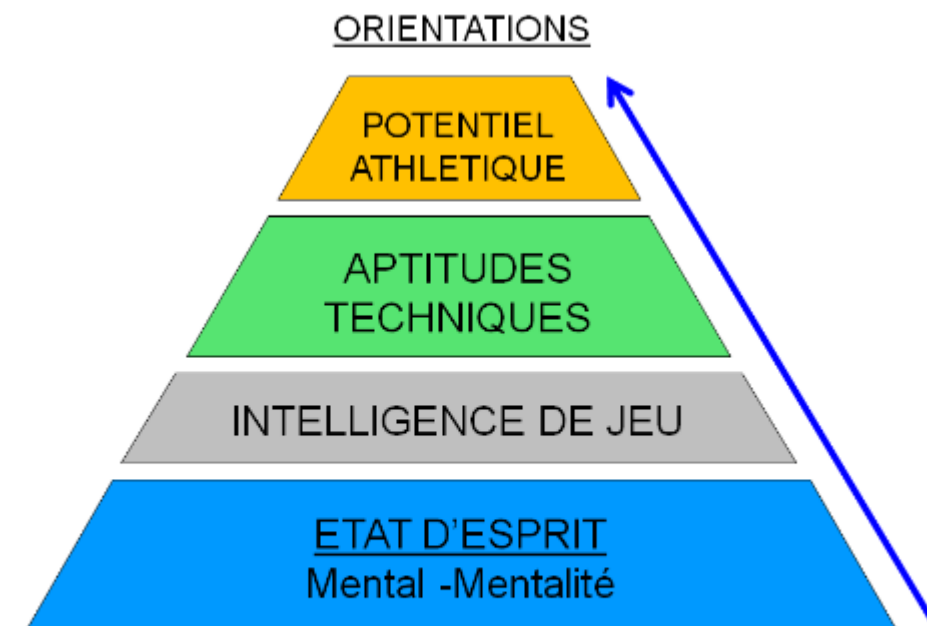 ORIENTATIONS
POTENTIEL
ATHLETIQUE
APTITUDES
TECHNIQUES
INTELLIGENCE DE JEU
ETAT D'ESPRIT
Mental -Mentalité